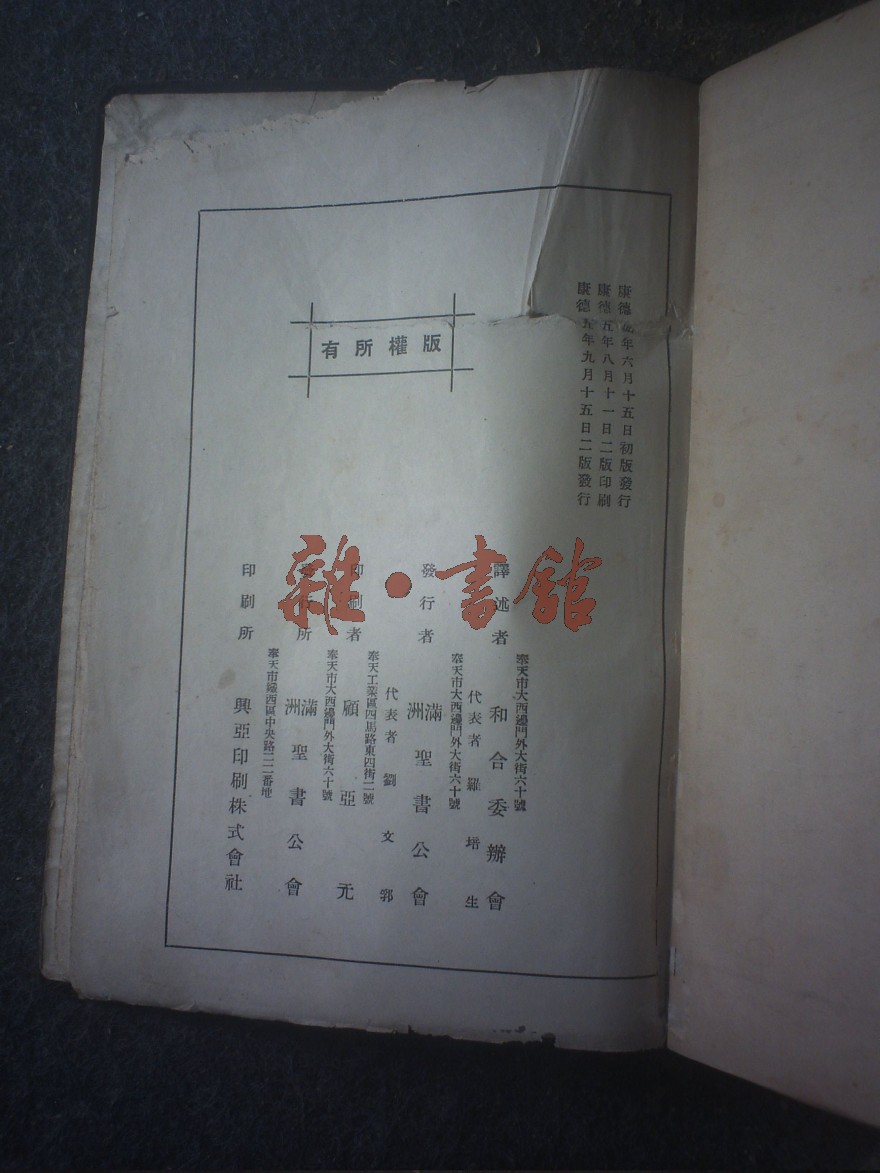 康德年六月十五日初版發行
康德五年八月十一日二版印刷
康德五年九月十五日二版發行
版權所有
奉天市大西邊門外大街六十號
譯述者 和合委辦會
代表者 羅培生
奉天市大西邊門外大街六十號
發行者 滿洲聖書公會
代表者 劉文郭
奉天工業區四馬路東四街二號
印刷者 顧亞元
奉天市大西邊門外大街六十號
所 滿洲聖書公會
奉天市鐵西區中央路二二番地
印刷所 興亞印刷株式會社
雜·書館